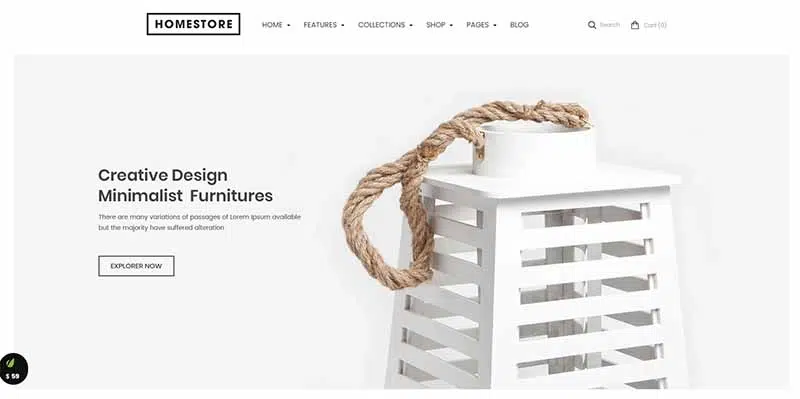 HOMESTORE
HOME FEATURES COLLECTIONS SHOP PAGES BLOG
Search Cart (0)
Creative Design
Minimalist Furnitures
There are many variations of passages of Lorem Ipsum available
but the majority have suffered alteration
EXPLORER NOW
$ 59